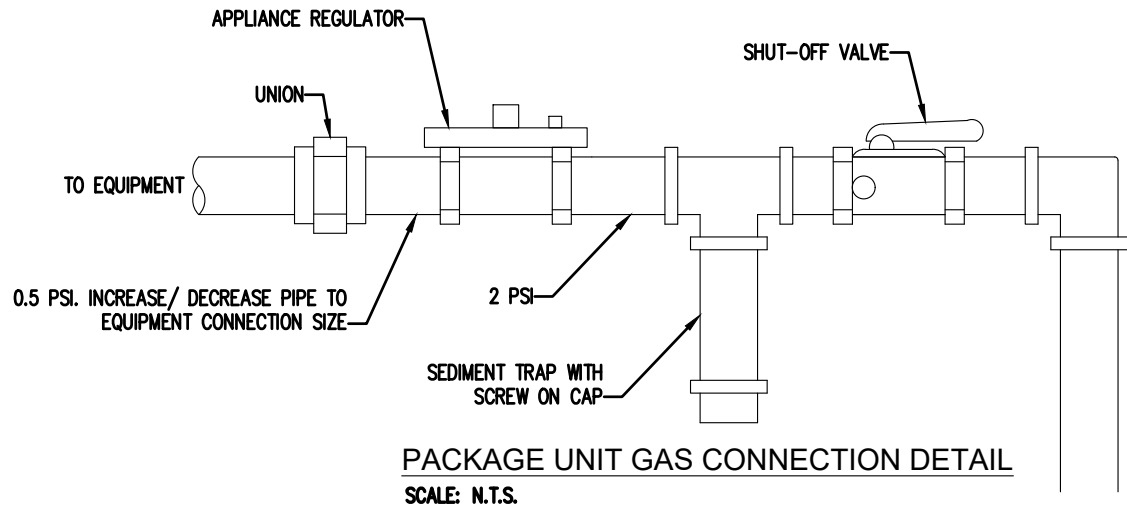 APPLIANCE REGULATOR
SHUT-OFF VALVE
UNION
TO EQUIPMENT
0.5 PSI. INCREASE/ DECREASE PIPE TO
EQUIPMENT CONNECTION SIZE
2 PSI
SEDIMENT TRAP WITH
SCREW ON CAP
PACKAGE UNIT GAS CONNECTION DETAIL
SCALE: N.T.S.